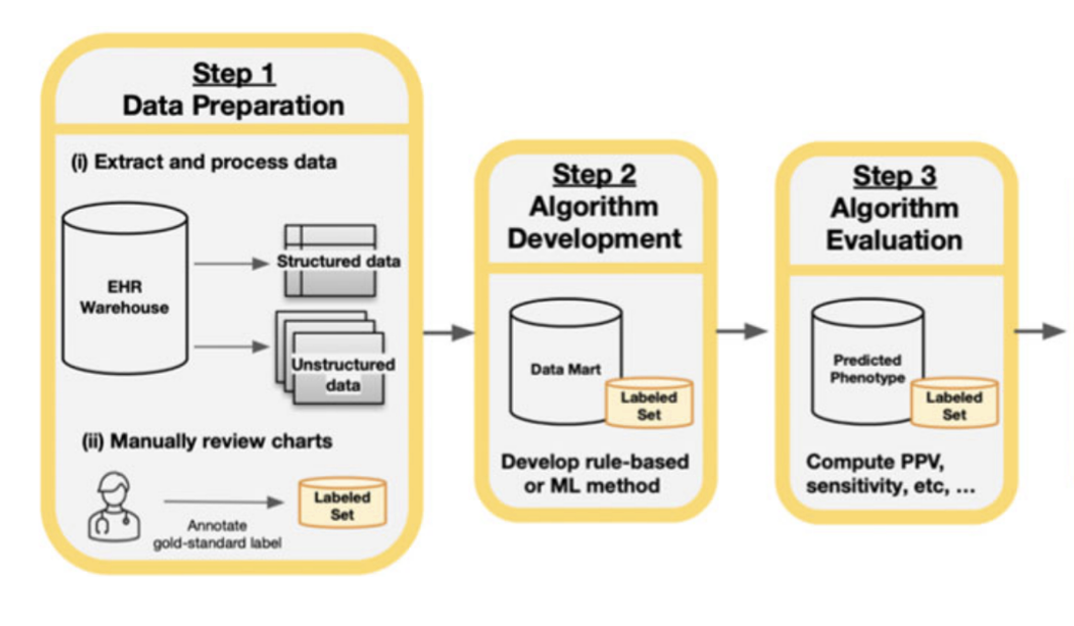 Step 1
Data Preparation
(i) Extract and process data
EHR
Warehouse
Structured data
Unstructured
data
(ii) Manually review charts
Annotate
gold-standard label
Labeled
Set
Step 2
Algorithm
Development
Data Mart
Labeled
Set
Develop rule-based
or ML method
Step 3
Algorithm
Evaluation
Predicted
Phenotype
Labeled
Set
Compute PPV,
sensitivity, etc, ...